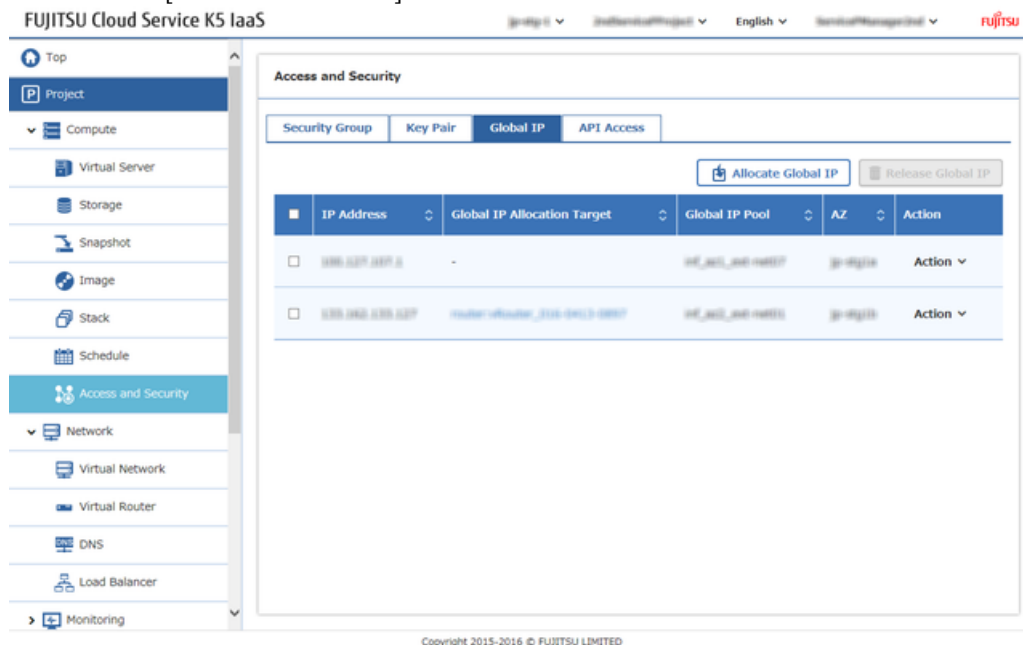 FUJITSU Cloud Service K5 IaaS
English
FUJITSU
Top
Project
Compute
Virtual Server
Storage
Snapshot
Image
Stack
Schedule
Access and Security
Network
Virtual Network
Virtual Router
DNS
Load Balancer
Monitoring
Access and Security
Security Group Key Pair Global IP API Access
Allocate Global IP Release Global IP
IP Address Global IP Allocation Target Global IP Pool AZ Action
- Action
Action
Copyright 2015-2016 © FUJITSU LIMITED